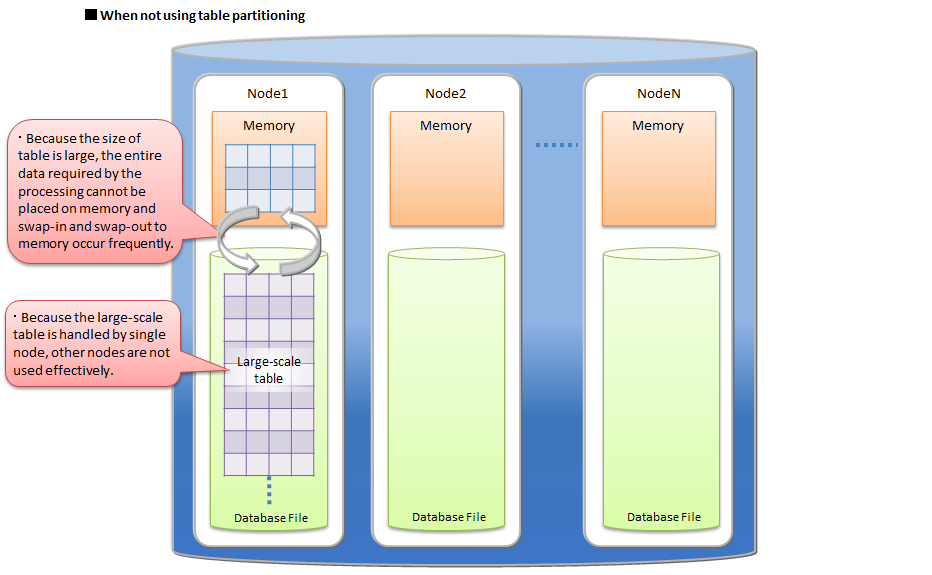 ■ When not using table partitioning
Node1
Node2
NodeN
Memory
Memory
Memory
・Because the size of
table is large, the entire
data required by the
processing cannot be
placed on memory and
swap-in and swap-out to
memory occur frequently.
・Because the large-scale
table is handled by single
node, other nodes are not
used effectively.
Large-scale
table
Database File
Database File
Database File